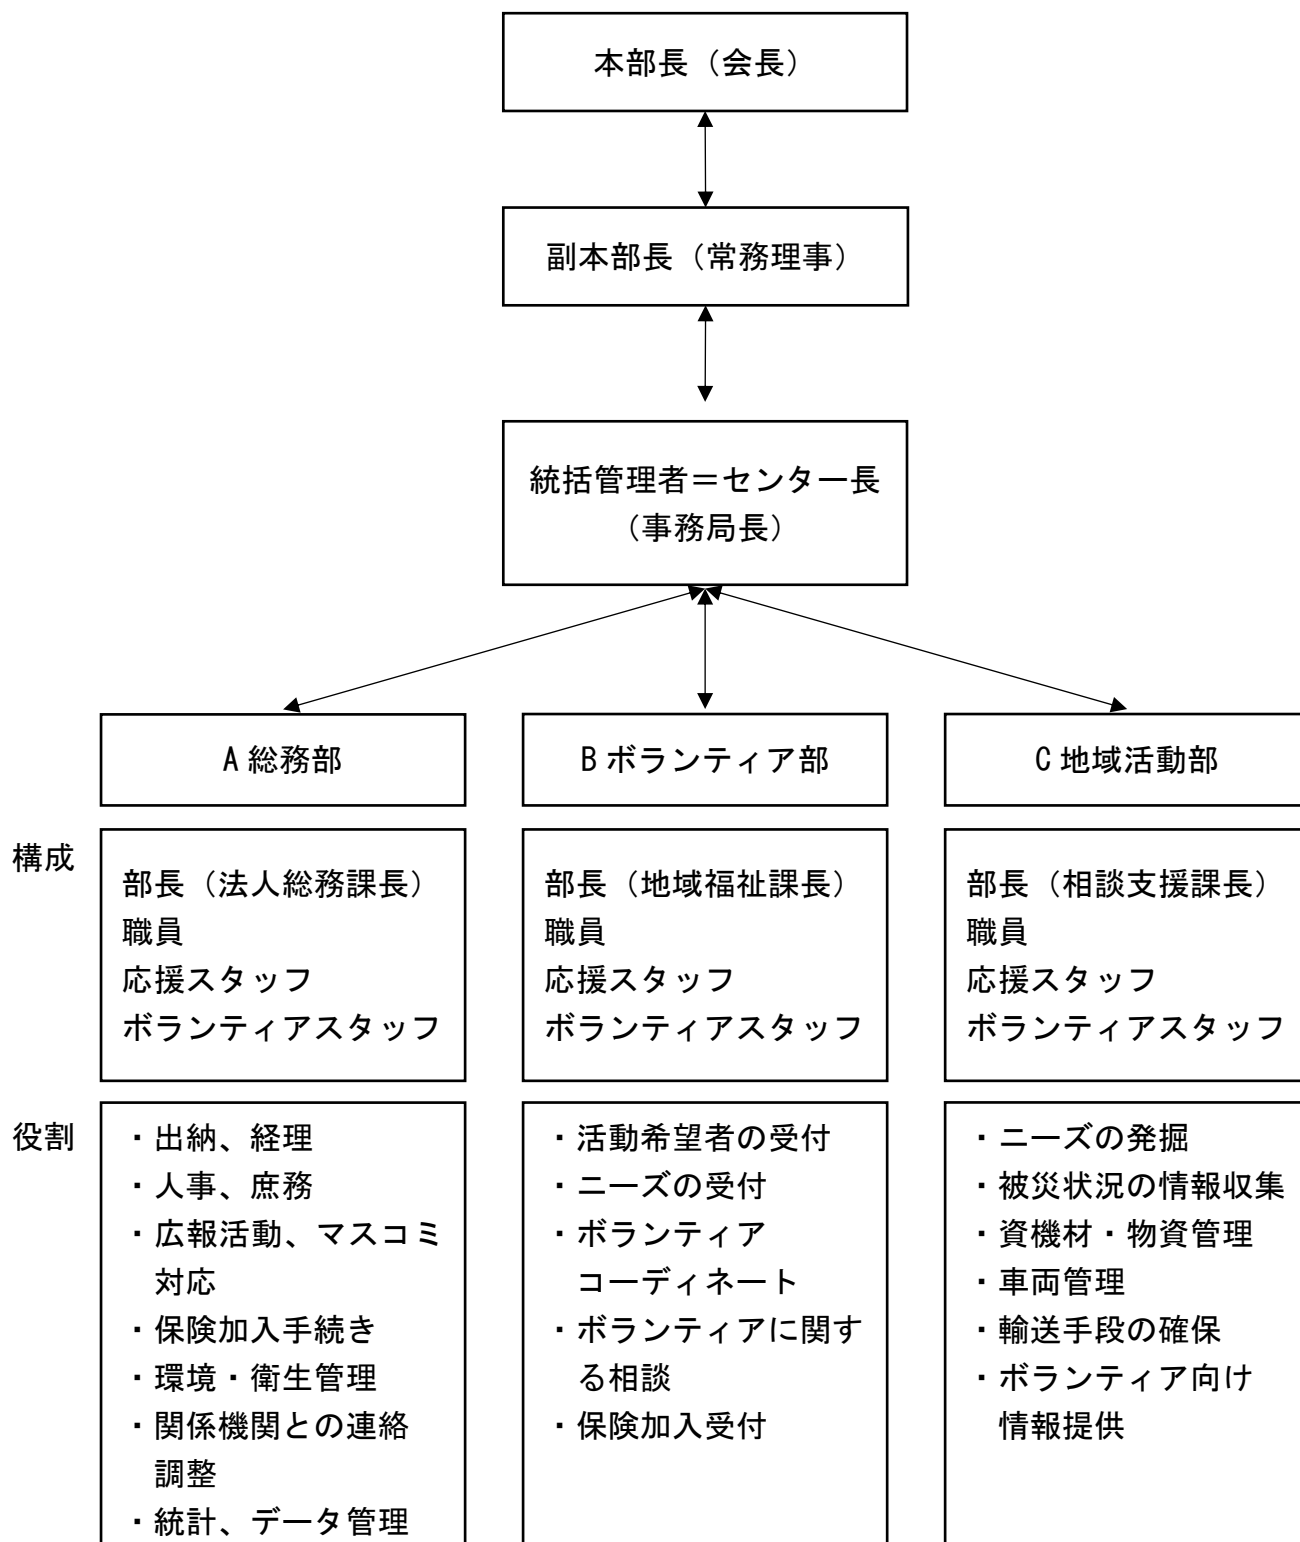 本部長（会長）
副本部長（常務理事）
統括管理者＝センター長
（事務局長）
A 総務部
B ボランティア部
C 地域活動部
構成
部長（法人総務課長）
職員
応援スタッフ
ボランティアスタッフ
部長（地域福祉課長）
職員
応援スタッフ
ボランティアスタッフ
部長（相談支援課長）
職員
応援スタッフ
ボランティアスタッフ
役割
・出納、経理
・人事、庶務
・広報活動、マスコミ
対応
・保険加入手続き
・環境・衛生管理
・関係機関との連絡
調整
・統計、データ管理
・活動希望者の受付
・ニーズの受付
・ボランティア
コーディネート
・ボランティアに関す
る相談
・保険加入受付
・ニーズの発掘
・被災状況の情報収集
・資機材・物資管理
・車両管理
・輸送手段の確保
・ボランティア向け
情報提供